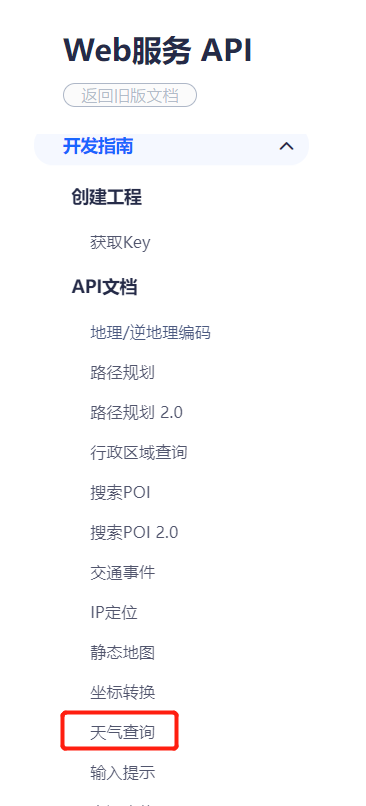 Web服务 API
返回旧版文档
开发指南
创建工程
获取Key
API文档
地理/逆地理编码
路径规划
路径规划 2.0
行政区域查询
搜索POI
搜索POI 2.0
交通事件
IP定位
静态地图
坐标转换
天气查询
输入提示